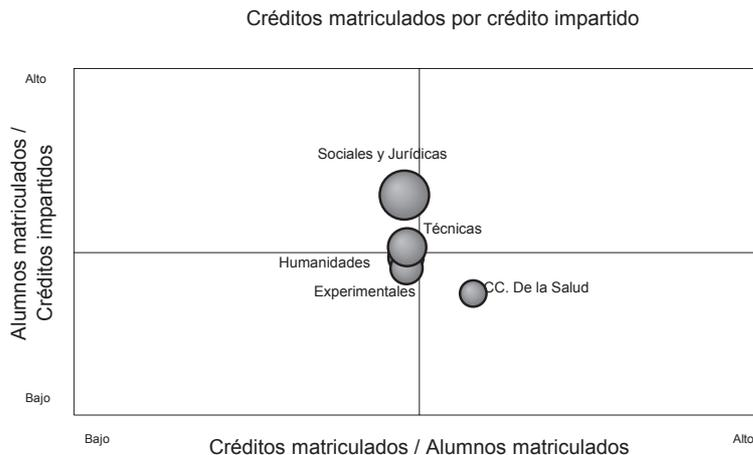 Créditos matriculados por crédito impartido
Alto
Alumnos matriculados /
Créditos impartidos
Sociales y Jurídicas
Técnicas
Humanidades
Experimentales
CC. De la Salud
Bajo
Bajo
Créditos matriculados / Alumnos matriculados
Alto